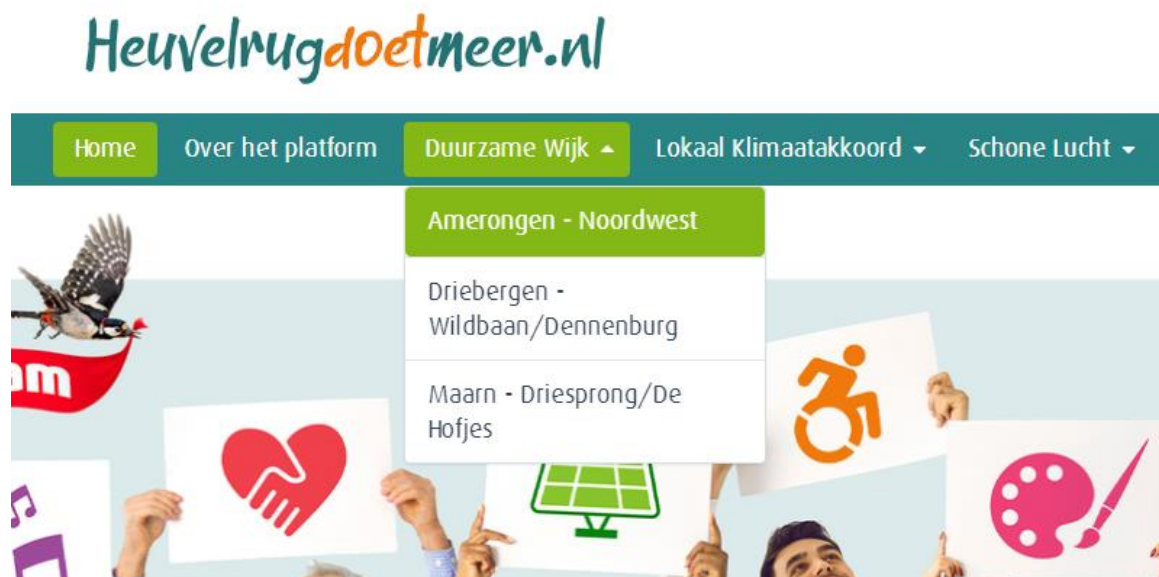 Heuvelrugdoetmeer.nl
Home Over het platform Duurzame Wijk Lokaal Klimaatakkoord Schone Lucht
Amerongen - Noordwest
Driebergen -
Wildbaan/Dennenburg
Maarn - Driesprong/De
Hofjes